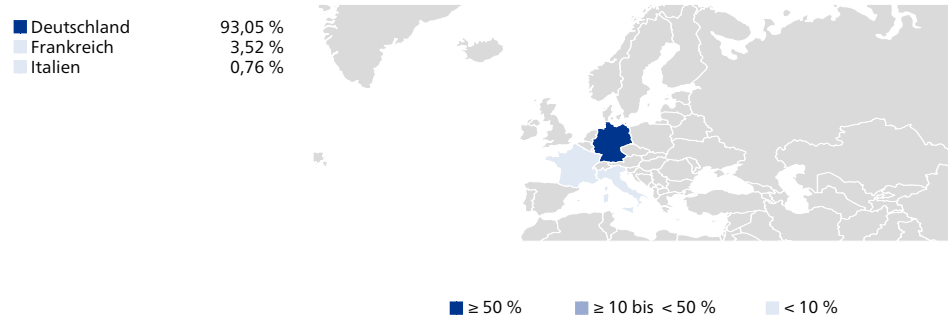 Deutschland 93,05 %
Frankreich 3,52 %
Italien 0,76 %
≥ 50 % ≥ 10 bis < 50 % < 10 %